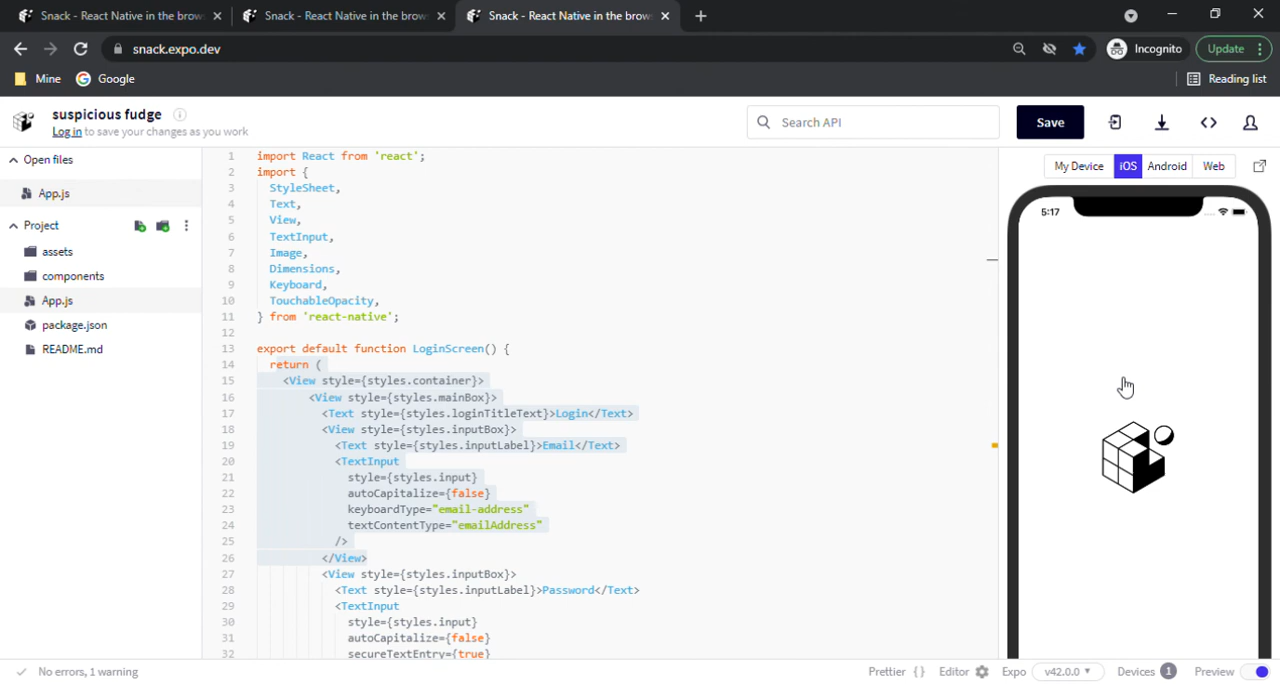 Snack - React Native in the brows
Snack - React Native in the brow
Snack - React Native in the brow
snack.expo.dev
Incognito
Update
Mine
Google
Reading list
suspicious fudge
Log in to save your changes as you work
Search API
Save
Open files
App.js
Project
assets
components
App.js
package.json
README.md
1 import React from 'react';
2 import {
3 StyleSheet,
4 Text,
5 View,
6 TextInput,
7 Image,
8 Dimensions,
9 Keyboard,
10 TouchableOpacity,
11 } from 'react-native';
12
13 export default function LoginScreen() {
14 return (
15 <View style={styles.container}>
16 <View style={styles.mainBox}>
17 <Text style={styles.loginTitleText}>Login</Text>
18 <View style={styles.inputBox}>
19 <Text style={styles.inputLabel}>Email</Text>
20 <TextInput
21 style={styles.input}
22 autoCapitalize={false}
23 keyboardType="email-address"
24 textContentType="emailAddress"
25 />
26 </View>
27 <View style={styles.inputBox}>
28 <Text style={styles.inputLabel}>Password</Text>
29 <TextInput
30 style={styles.input}
31 autoCapitalize={false}
32 secureTextEntry={true}
My Device iOS Android Web
5:17
No errors, 1 warning
Prettier {}
Editor
Expo v42.0.0
Devices 1
Preview